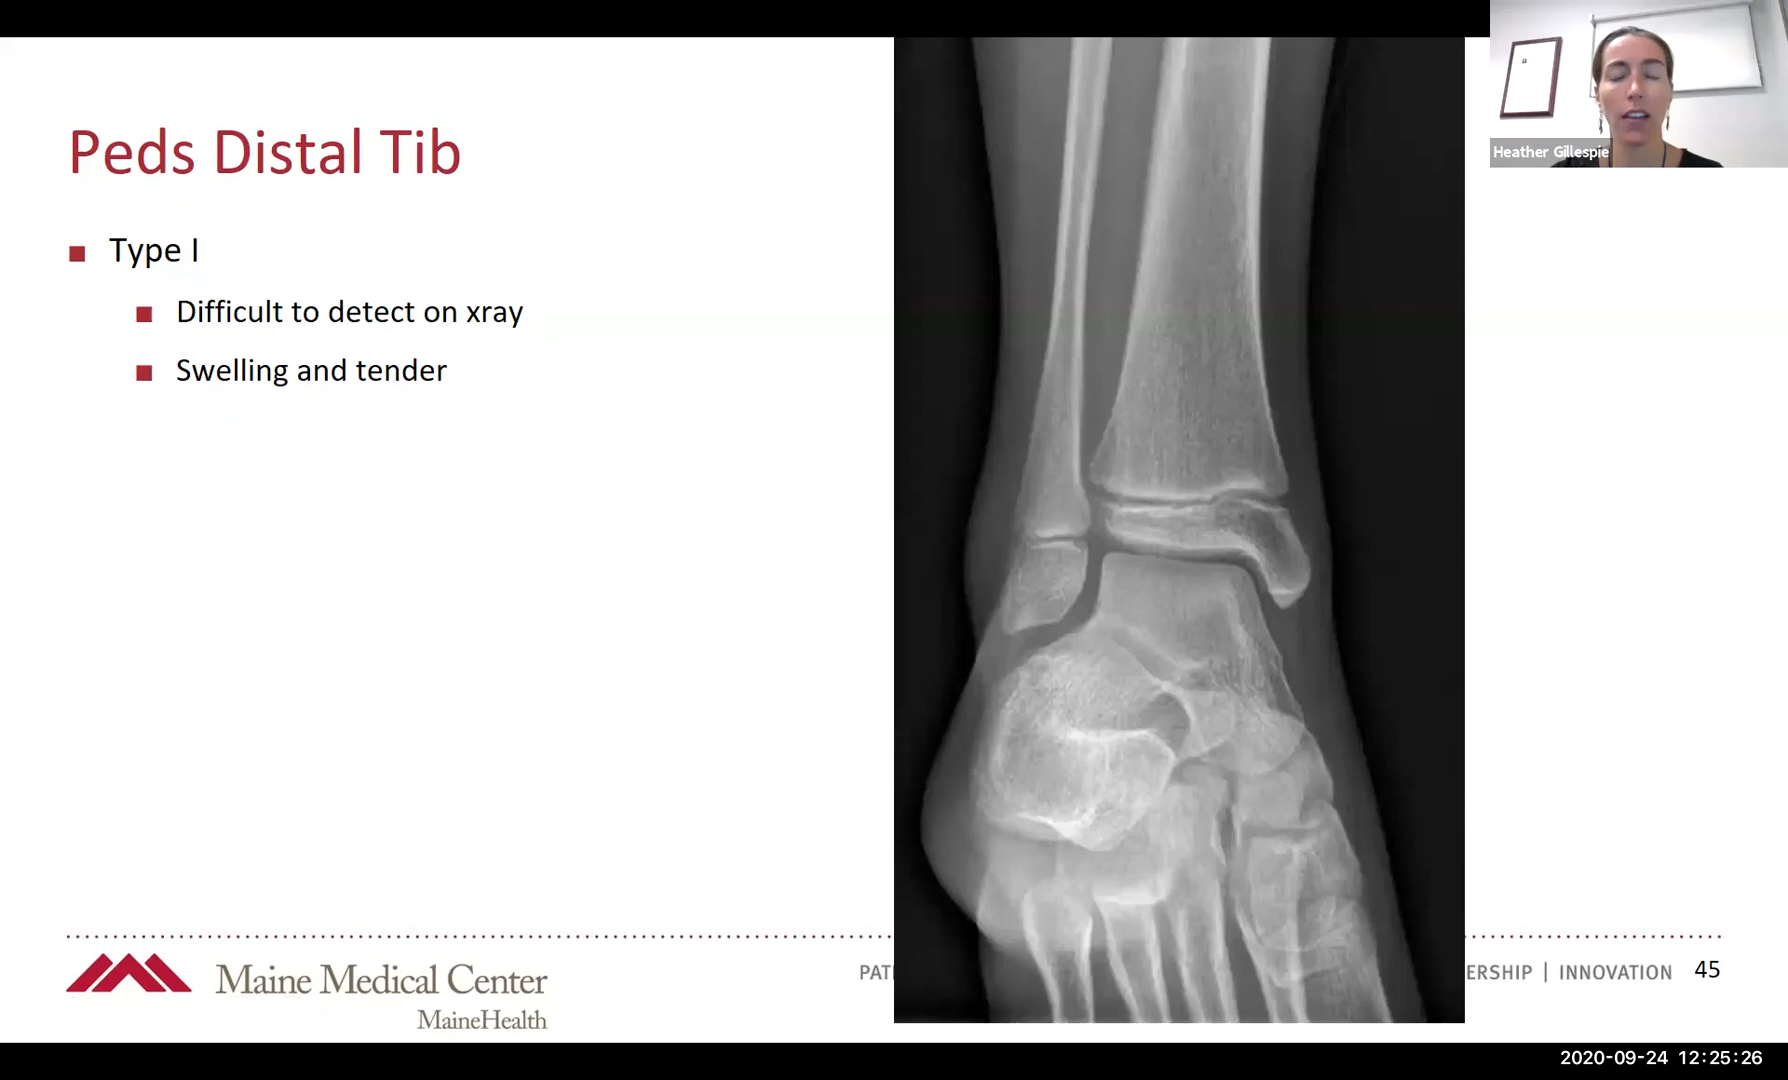 Heather Gillespie
Peds Distal Tib
Type I
Difficult to detect on xray
Swelling and tender
Maine Medical Center
MaineHealth
PATI
ERSHIP | INNOVATION 45
2020-09-24 12:25:26